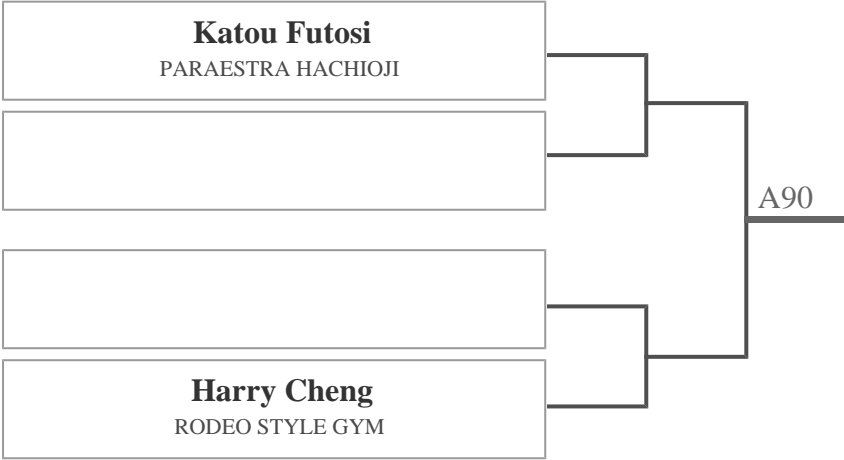 Katou Futosi
PARAESTRA HACHIOJI
A90
Harry Cheng
RODEO STYLE GYM